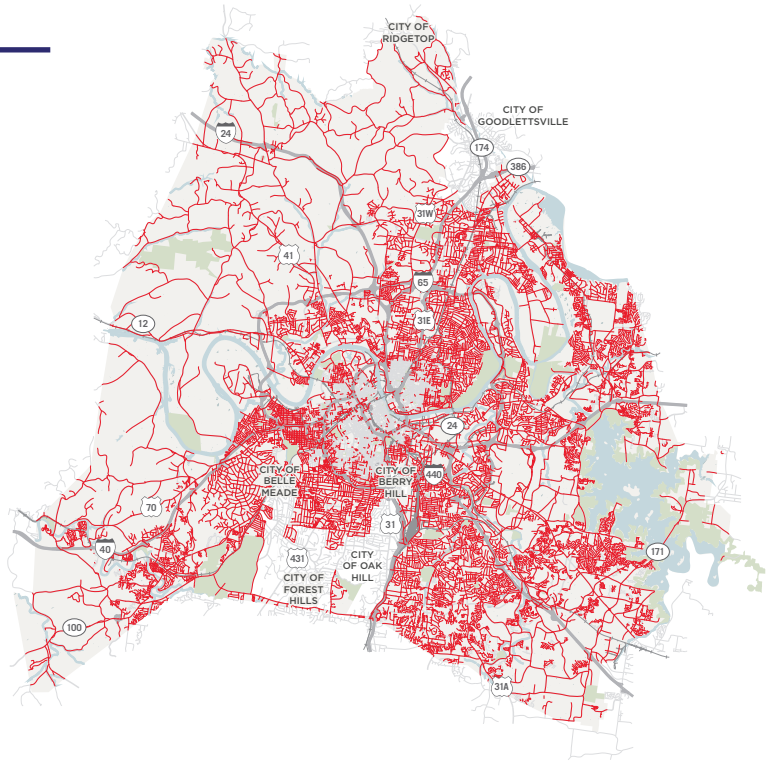 CITY OF
RIDGETOP
CITY OF
GOODLETTSVILLE
24
174
386
31W
41
65
31E
12
24
CITY OF
BELLE
MEADE
CITY OF
BERRY
HILL
440
70
31
40
431
CITY
OF OAK
HILL
171
CITY OF
FOREST
HILLS
100
31A